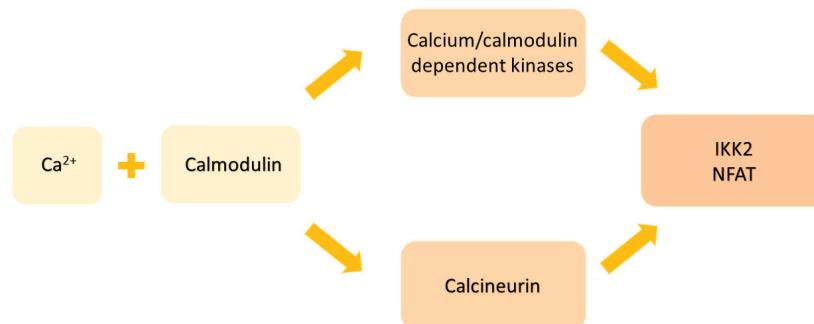 Calcium/calmodulin
dependent kinases
Ca²⁺
Calmodulin
IKK2
NFAT
Calcineurin